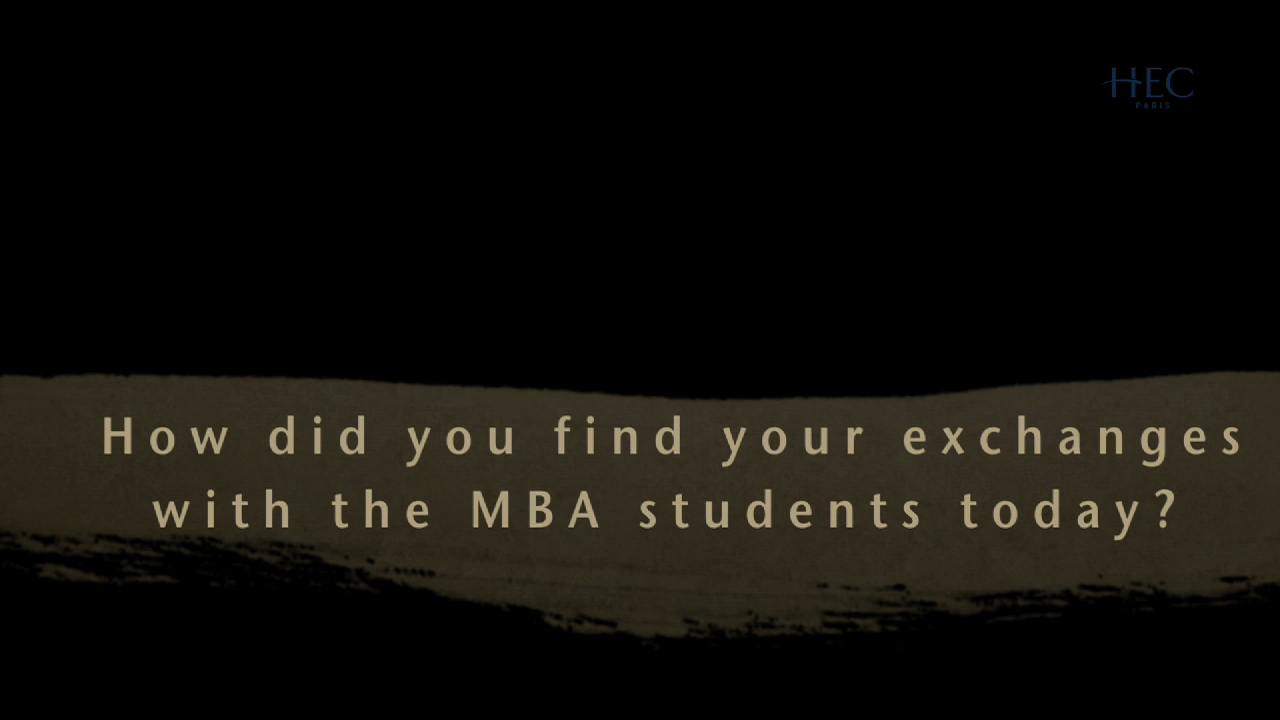 HEC
PARIS
How did you find your exchanges
with the MBA students today?